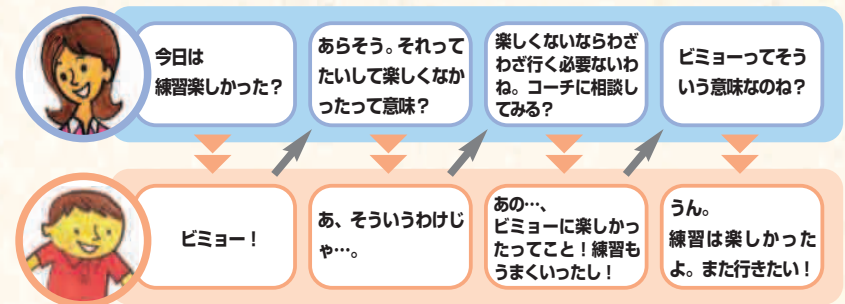 今日は
練習楽しかった？
ビミョー！
あらそう。それって
たいして楽しくなか
ったって意味？
あ、そういうわけじ
ゃ…。
楽しくないならわざ
わざ行く必要ないわ
ね。コーチに相談し
てみる？
あの…、
ビミョーに楽しかっ
たってこと！練習も
うまくいったし！
ビミョーってそう
いう意味なのね？
うん。
練習は楽しかった
よ。また行きたい！